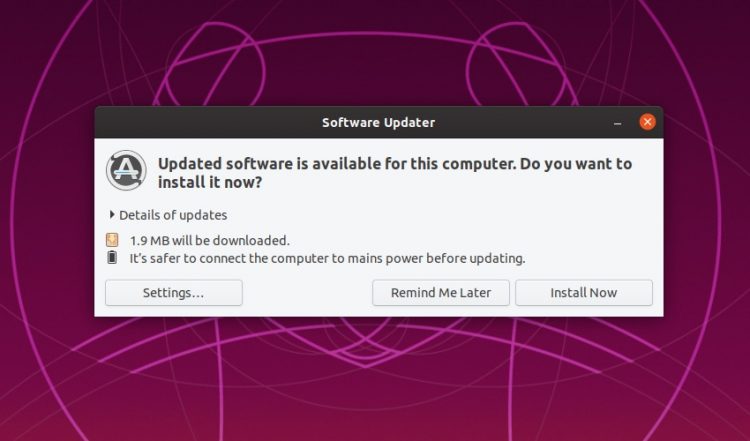 Software Updater
Updated software is available for this computer. Do you want to
install it now?
Details of updates
1.9 MB will be downloaded.
It's safer to connect the computer to mains power before updating.
Settings…
Remind Me Later
Install Now